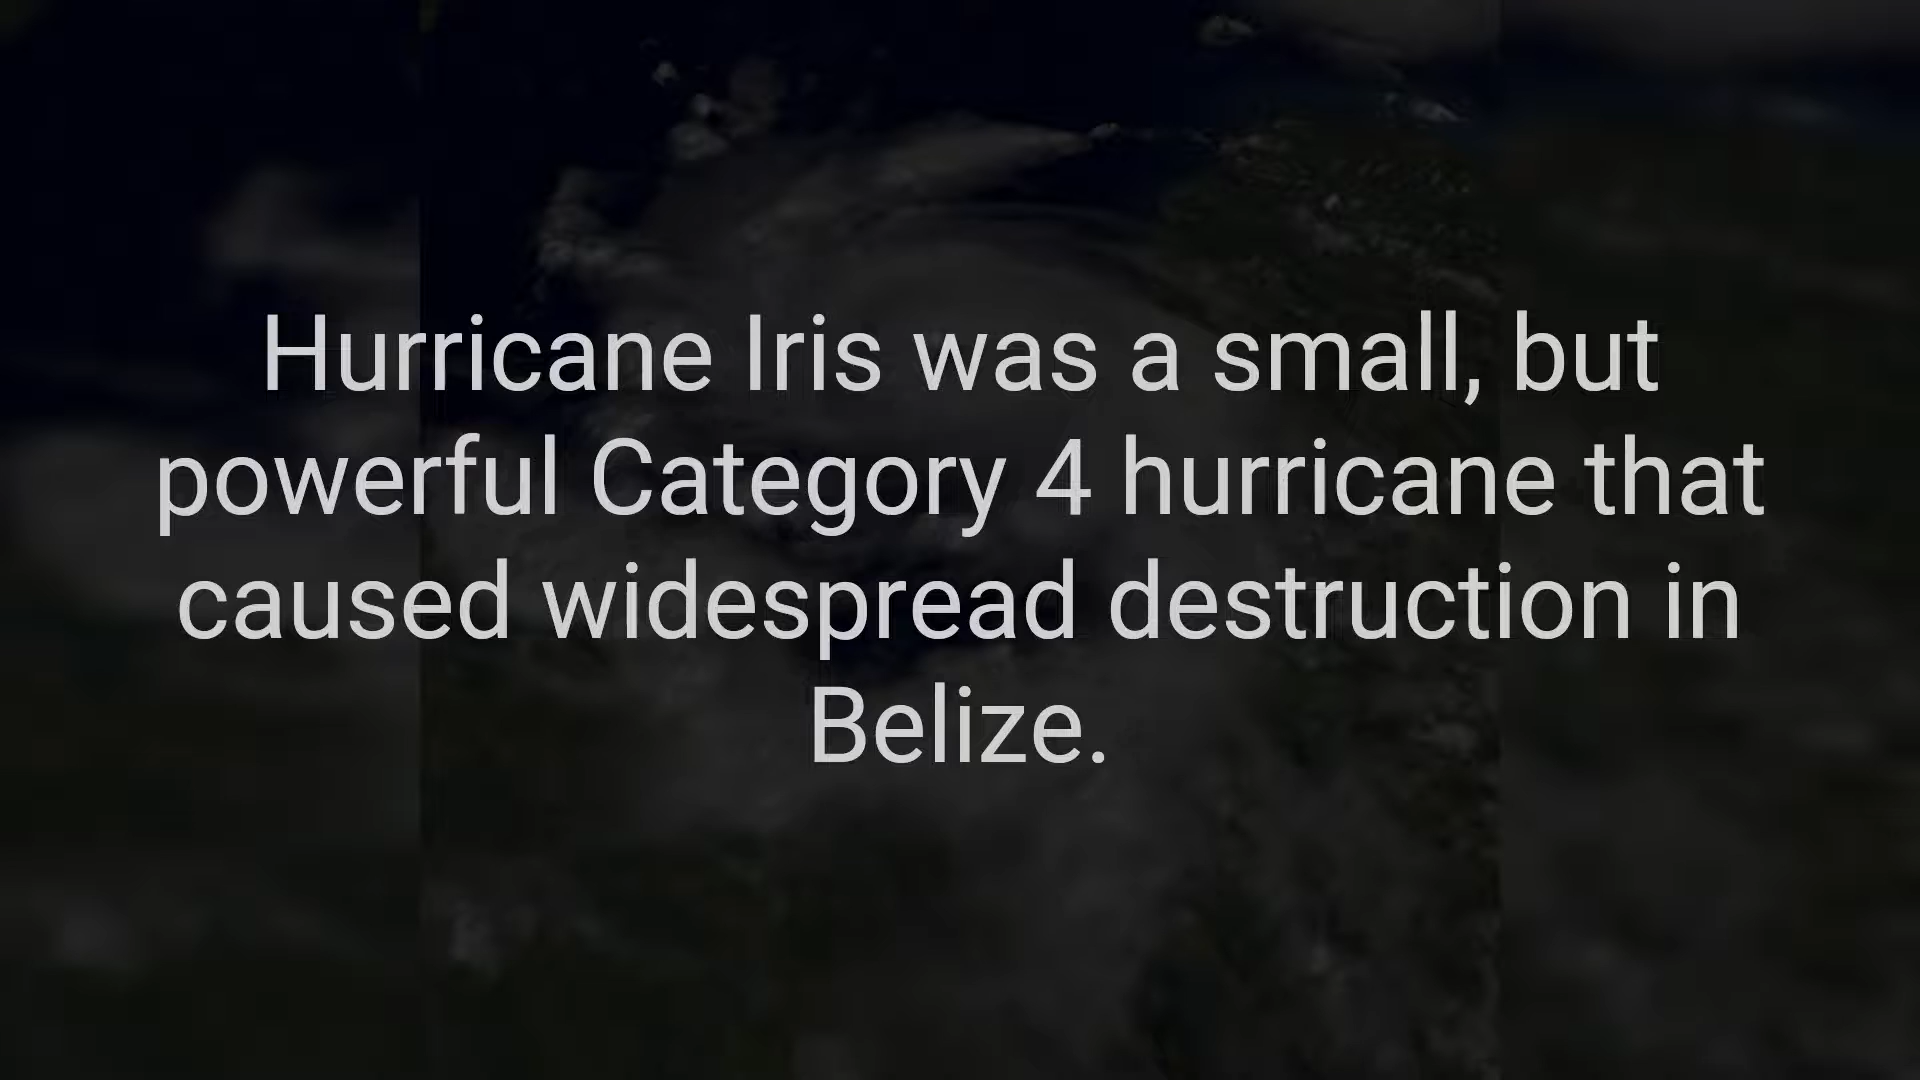 Hurricane Iris was a small, but
powerful Category 4 hurricane that
caused widespread destruction in
Belize.